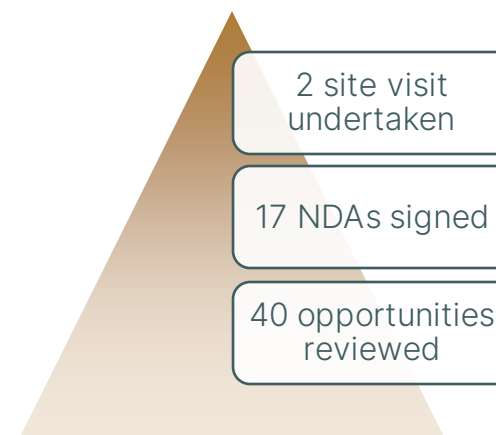 2 site visit
undertaken
17 NDAs signed
40 opportunities
reviewed